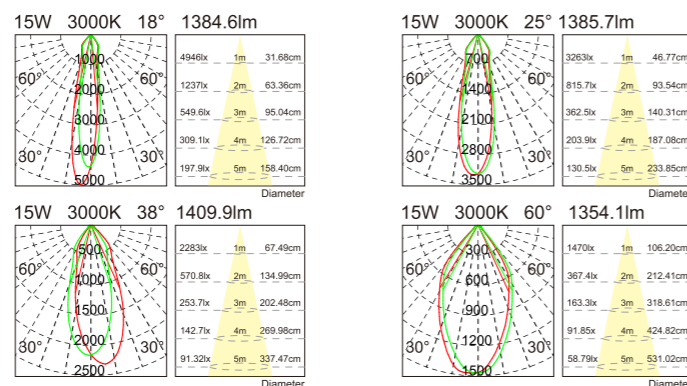 15W 3000K 18° 1384.6lm
1000
2000
3000
4000
5000
60° 60°
30° 30°
4946lx 1m 31.68cm
1237lx 2m 63.36cm
549.6lx 3m 95.04cm
309.1lx 4m 126.72cm
197.9lx 5m 158.40cm
Diameter
15W 3000K 25° 1385.7lm
700
1400
2100
2800
3500
60° 60°
30° 30°
3263lx 1m 46.77cm
815.7lx 2m 93.54cm
362.5lx 3m 140.31cm
203.9lx 4m 187.08cm
130.5lx 5m 233.85cm
Diameter
15W 3000K 38° 1409.9lm
500
1000
1500
2000
2500
60° 60°
30° 30°
2283lx 1m 67.49cm
570.8lx 2m 134.99cm
253.7lx 3m 202.48cm
142.7lx 4m 269.98cm
91.32lx 5m 337.47cm
Diameter
15W 3000K 60° 1354.1lm
300
600
900
1200
1500
60° 60°
30° 30°
1470lx 1m 106.20cm
367.4lx 2m 212.41cm
163.3lx 3m 318.61cm
91.85x 4m 424.82cm
58.79lx 5m 531.02cm
Diameter